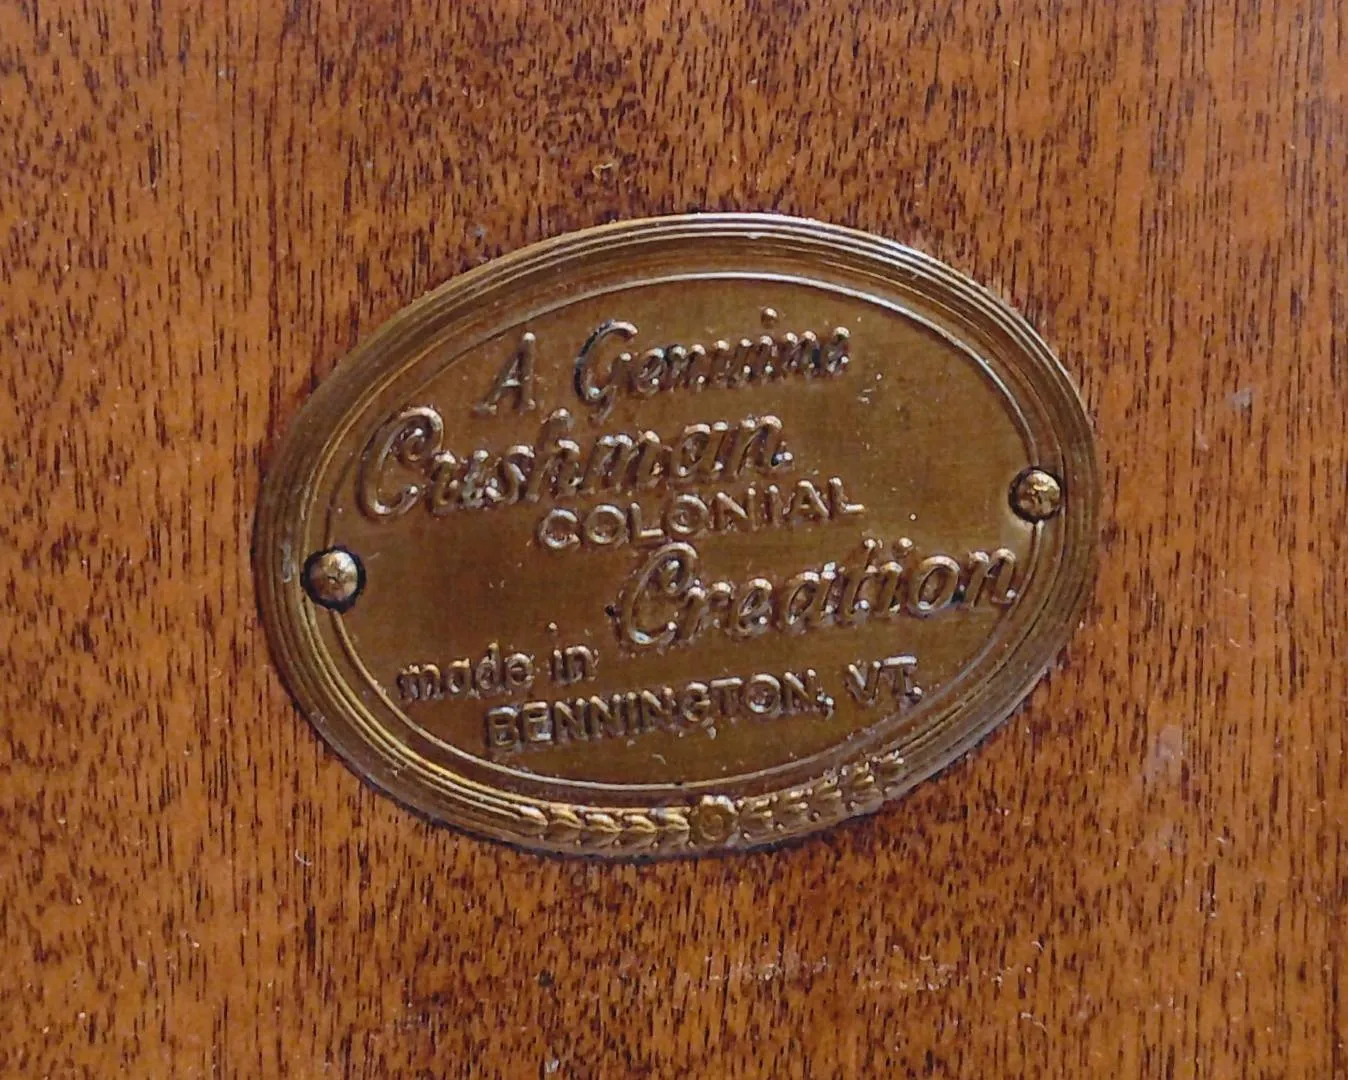 A Genuine
Cushman
COLONIAL
Creation
made in
BENNINGTON, VT.